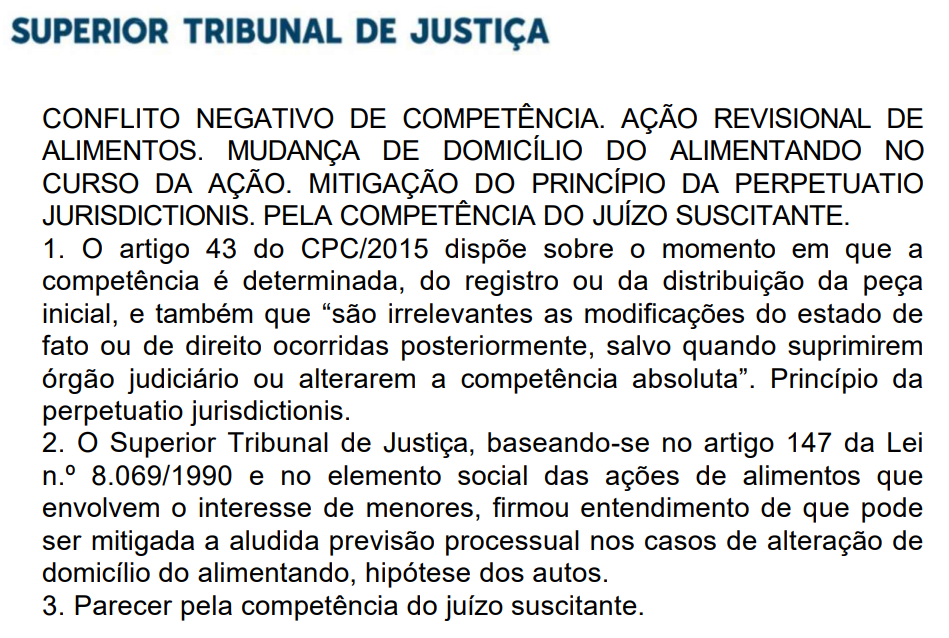 SUPERIOR TRIBUNAL DE JUSTIÇA
CONFLITO NEGATIVO DE COMPETÊNCIA. AÇÃO REVISIONAL DE
ALIMENTOS. MUDANÇA DE DOMICÍLIO DO ALIMENTANDO NO
CURSO DA AÇÃO. MITIGAÇÃO DO PRINCÍPIO DA PERPETUATIO
JURISDICTIONIS. PELA COMPETÊNCIA DO JUÍZO SUSCITANTE.
1. O artigo 43 do CPC/2015 dispõe sobre o momento em que a
competência é determinada, do registro ou da distribuição da peça
inicial, e também que “são irrelevantes as modificações do estado de
fato ou de direito ocorridas posteriormente, salvo quando suprimirem
órgão judiciário ou alterarem a competência absoluta”. Princípio da
perpetuatio jurisdictionis.
2. O Superior Tribunal de Justiça, baseando-se no artigo 147 da Lei
n.º 8.069/1990 e no elemento social das ações de alimentos que
envolvem o interesse de menores, firmou entendimento de que pode
ser mitigada a aludida previsão processual nos casos de alteração de
domicílio do alimentando, hipótese dos autos.
3. Parecer pela competência do juízo suscitante.